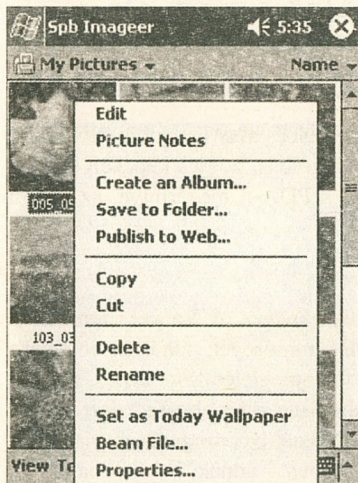 Spb Imageer 5:35
My Pictures Name
Edit
Picture Notes
Create an Album...
Save to Folder...
Publish to Web...
Copy
Cut
Delete
Rename
Set as Today Wallpaper
Beam File...
Properties...
View